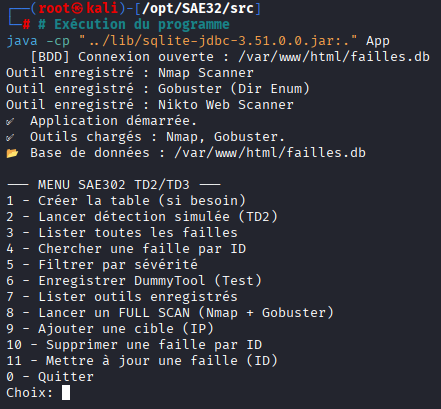 ┌──(root㉿kali)-[/opt/SAE32/src]
└─# # Exécution du programme
java -cp "../lib/sqlite-jdbc-3.51.0.0.jar:." App
[BDD] Connexion ouverte : /var/www/html/failles.db
Outil enregistré : Nmap Scanner
Outil enregistré : Gobuster (Dir Enum)
Outil enregistré : Nikto Web Scanner
✓ Application démarrée.
✓ Outils chargés : Nmap, Gobuster.
📂 Base de données : /var/www/html/failles.db
─── MENU SAE302 TD2/TD3 ───
1 - Créer la table (si besoin)
2 - Lancer détection simulée (TD2)
3 - Lister toutes les failles
4 - Chercher une faille par ID
5 - Filtrer par sévérité
6 - Enregistrer DummyTool (Test)
7 - Lister outils enregistrés
8 - Lancer un FULL SCAN (Nmap + Gobuster)
9 - Ajouter une cible (IP)
10 - Supprimer une faille par ID
11 - Mettre à jour une faille (ID)
0 - Quitter
Choix: